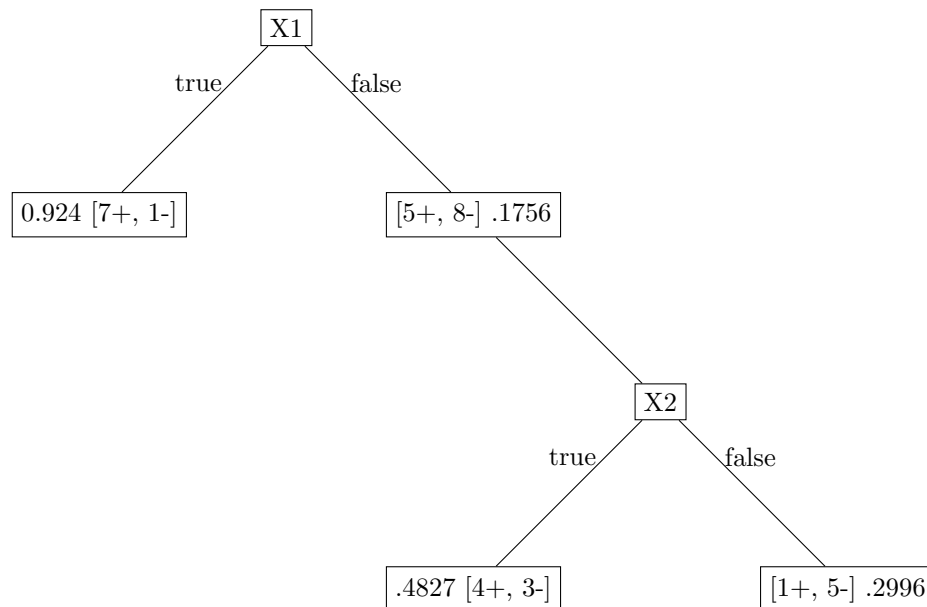 X1
true
false
0.924 [7+, 1-]
[5+, 8-] .1756
X2
true
false
.4827 [4+, 3-]
[1+, 5-] .2996